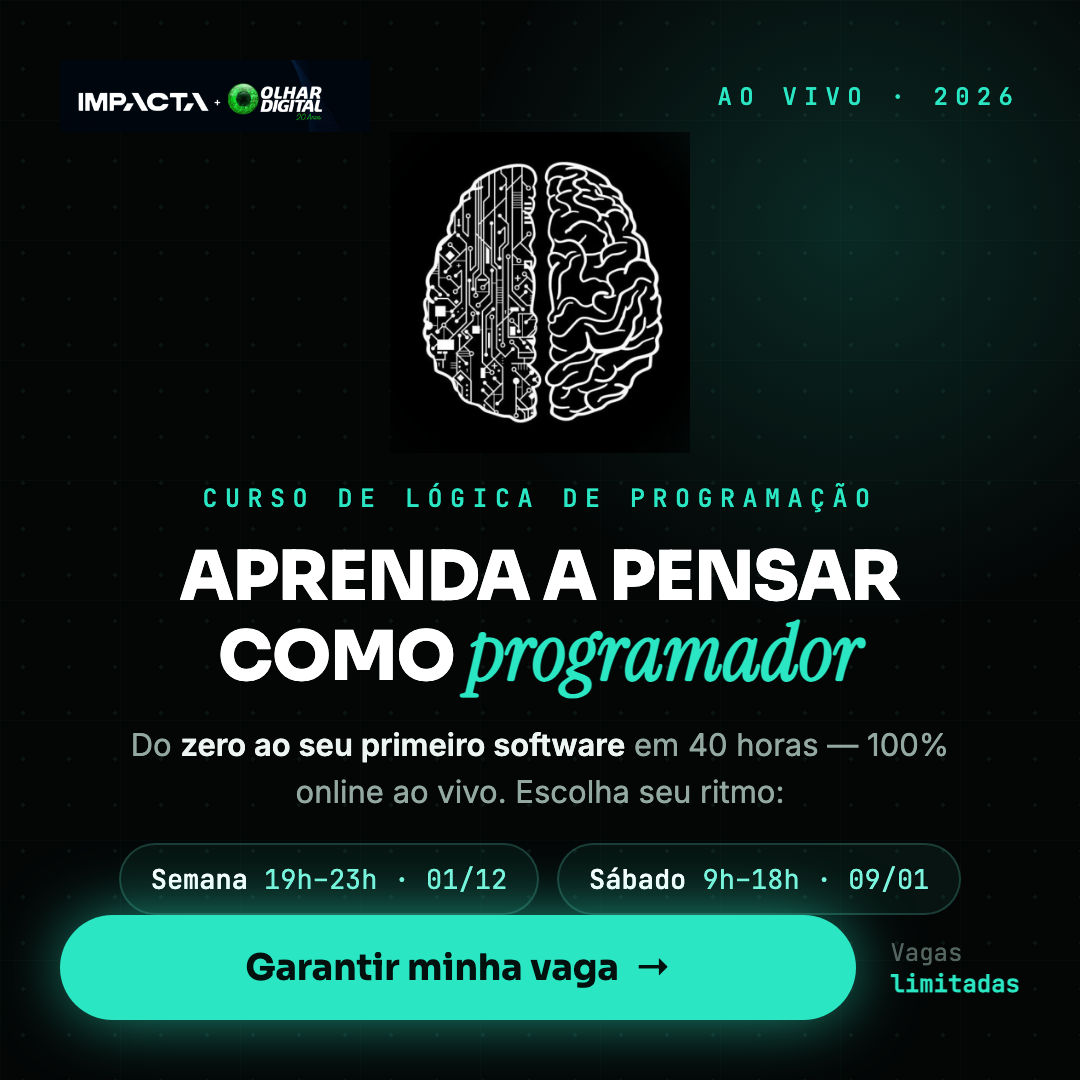 IMPACTA + OLHAR DIGITAL 20 Anos
AO VIVO · 2026
CURSO DE LÓGICA DE PROGRAMAÇÃO
APRENDA A PENSAR
COMO programador
Do zero ao seu primeiro software em 40 horas — 100%
online ao vivo. Escolha seu ritmo:
Semana 19h–23h · 01/12
Sábado 9h–18h · 09/01
Garantir minha vaga →
Vagas
limitadas